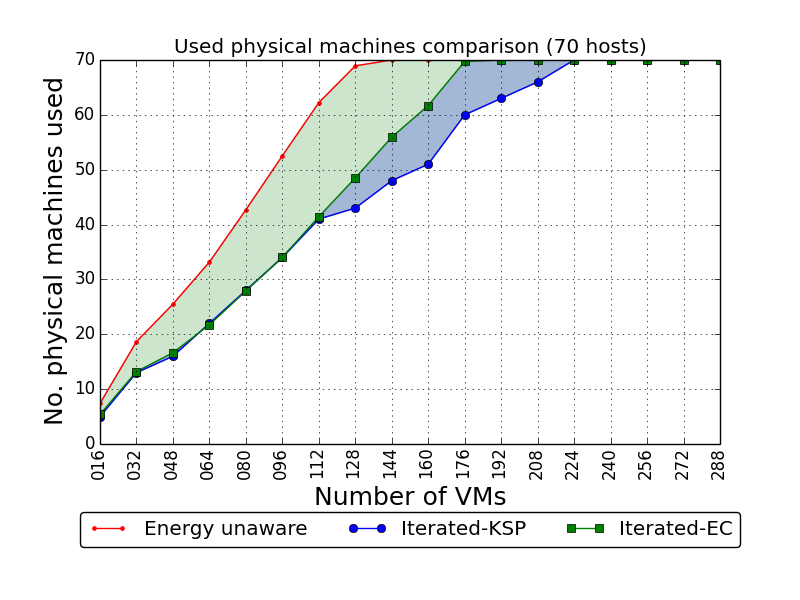 Used physical machines comparison (70 hosts)
No. physical machines used
70
60
50
40
30
20
10
0
016 032 048 064 080 096 112 128 144 160 176 192 208 224 240 256 272 288
Number of VMs
Energy unaware Iterated-KSP Iterated-EC